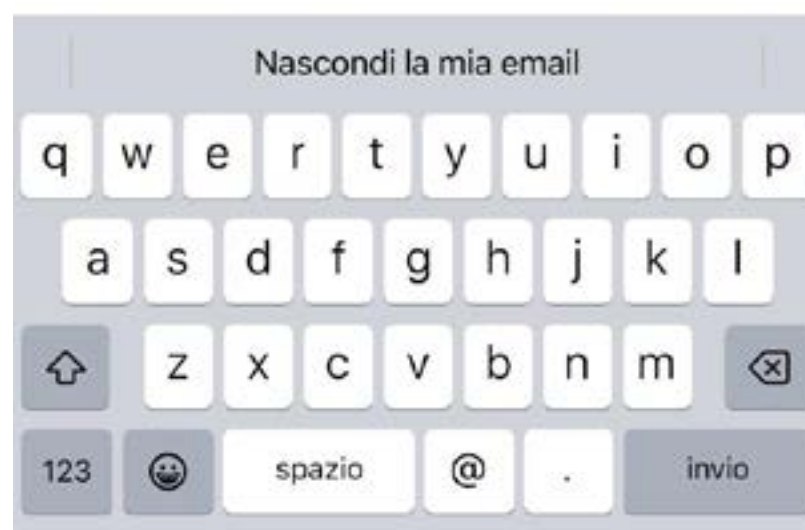 Nascondi la mia email
q w e r t y u i o p
a s d f g h j k l
z x c v b n m
123 spazio @ . invio